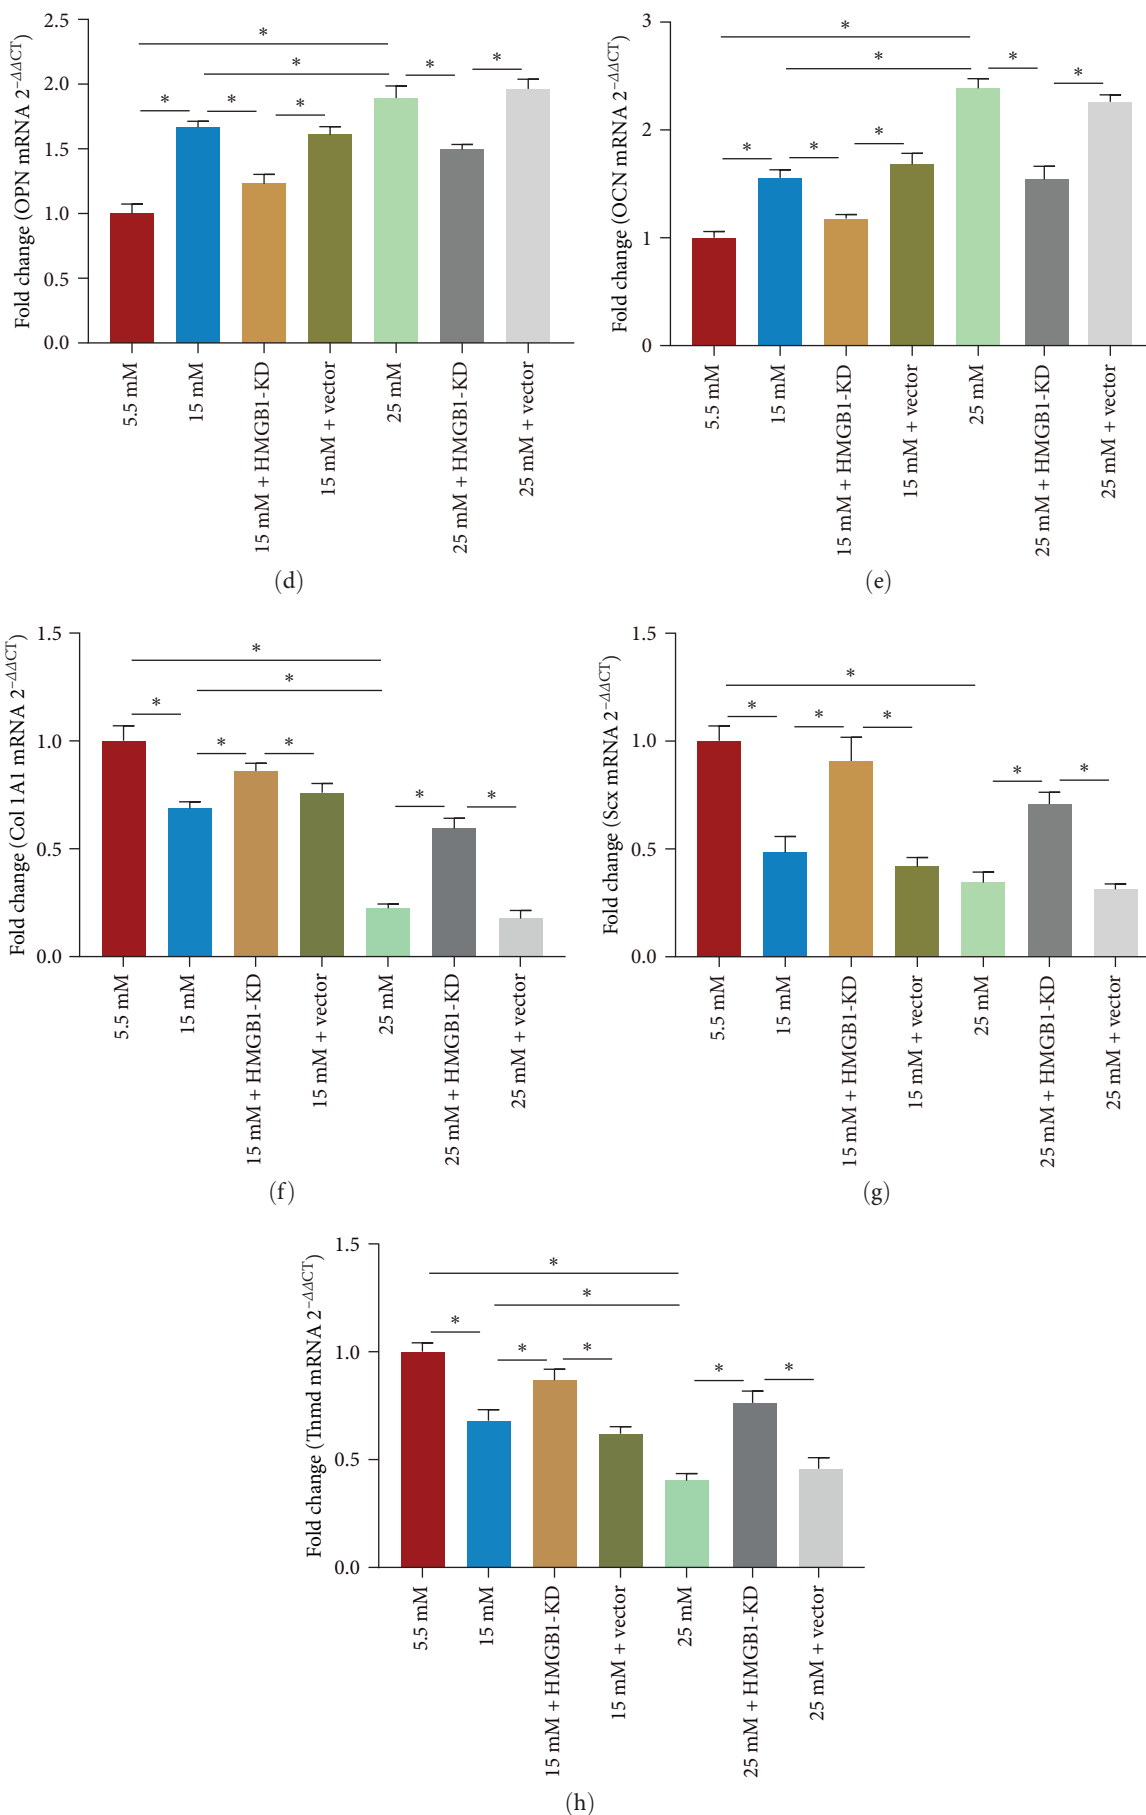 Fold change (OPN mRNA 2−ΔΔCT)
2.5
2.0
1.5
1.0
0.5
0.0
* * * * * * * *
5.5 mM
15 mM
15 mM + HMGB1-KD
15 mM + vector
25 mM
25 mM + HMGB1-KD
25 mM + vector
(d)
Fold change (OCN mRNA 2−ΔΔCT)
3
2
1
0
* * * * * * *
5.5 mM
15 mM
15 mM + HMGB1-KD
15 mM + vector
25 mM
25 mM + HMGB1-KD
25 mM + vector
(e)
Fold change (Col 1A1 mRNA 2−ΔΔCT)
1.5
1.0
0.5
0.0
* * * * * * *
5.5 mM
15 mM
15 mM + HMGB1-KD
15 mM + vector
25 mM
25 mM + HMGB1-KD
25 mM + vector
(f)
Fold change (Scx mRNA 2−ΔΔCT)
1.5
1.0
0.5
0.0
* * * * * *
5.5 mM
15 mM
15 mM + HMGB1-KD
15 mM + vector
25 mM
25 mM + HMGB1-KD
25 mM + vector
(g)
Fold change (Tnmd mRNA 2−ΔΔCT)
1.5
1.0
0.5
0.0
* * * * * * *
5.5 mM
15 mM
15 mM + HMGB1-KD
15 mM + vector
25 mM
25 mM + HMGB1-KD
25 mM + vector
(h)